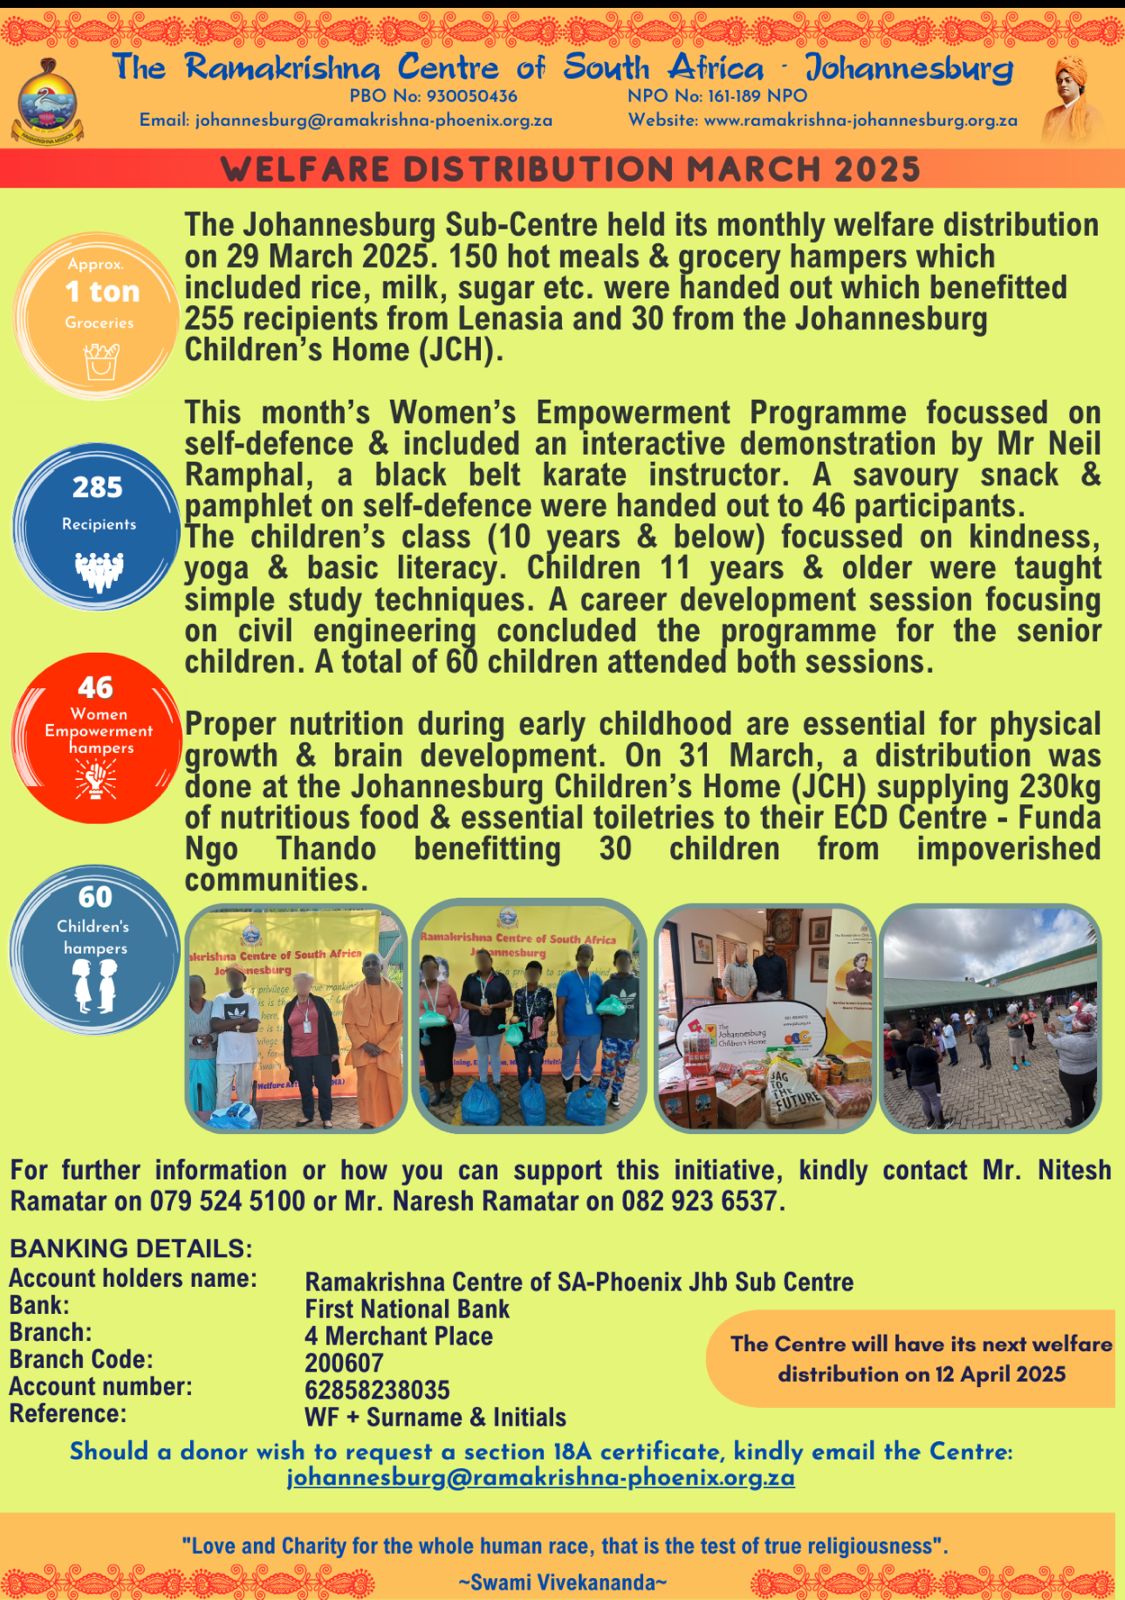 The Ramakrishna Centre of South Africa - Johannesburg
PBO No: 930050436 NPO No: 161-189 NPO
Email: johannesburg@ramakrishna-phoenix.org.za Website: www.ramakrishna-johannesburg.org.za
RAMAKRISHNA MISSION
WELFARE DISTRIBUTION MARCH 2025
Approx.
1 ton
Groceries
The Johannesburg Sub-Centre held its monthly welfare distribution
on 29 March 2025. 150 hot meals & grocery hampers which
included rice, milk, sugar etc. were handed out which benefitted
255 recipients from Lenasia and 30 from the Johannesburg
Children's Home (JCH).
285
Recipients
This month's Women's Empowerment Programme focussed on
self-defence & included an interactive demonstration by Mr Neil
Ramphal, a black belt karate instructor. A savoury snack &
pamphlet on self-defence were handed out to 46 participants.
The children's class (10 years & below) focussed on kindness,
yoga & basic literacy. Children 11 years & older were taught
simple study techniques. A career development session focusing
on civil engineering concluded the programme for the senior
children. A total of 60 children attended both sessions.
46
Women
Empowerment
hampers
Proper nutrition during early childhood are essential for physical
growth & brain development. On 31 March, a distribution was
done at the Johannesburg Children's Home (JCH) supplying 230kg
of nutritious food & essential toiletries to their ECD Centre - Funda
Ngo Thando benefitting 30 children from impoverished
communities.
60
Children's
hampers
Centre of South Africa
Ramakrishna Centre of South Africa
Johannesburg
The
Johannesburg
Children's Home
JAG
TO
THE
FUTURE
For further information or how you can support this initiative, kindly contact Mr. Nitesh
Ramatar on 079 524 5100 or Mr. Naresh Ramatar on 082 923 6537.
BANKING DETAILS:
Account holders name: Ramakrishna Centre of SA-Phoenix Jhb Sub Centre
Bank: First National Bank
Branch: 4 Merchant Place
Branch Code: 200607
Account number: 62858238035
Reference: WF + Surname & Initials
The Centre will have its next welfare
distribution on 12 April 2025
Should a donor wish to request a section 18A certificate, kindly email the Centre:
johannesburg@ramakrishna-phoenix.org.za
"Love and Charity for the whole human race, that is the test of true religiousness".
~Swami Vivekananda~